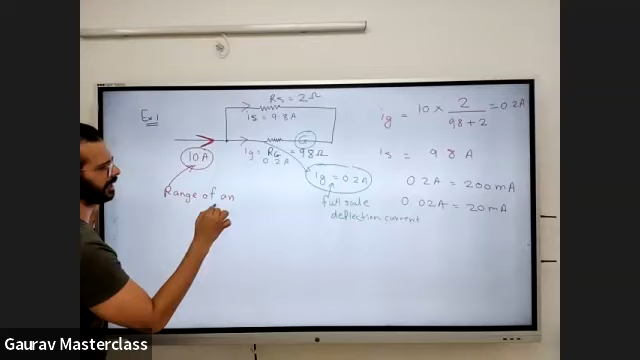 Ex 1
Rs = 2Ω
is = 9.8 A
10A
ig =
0.2A
RG = 98Ω
G
ig = 0.2A
full scale
deflection current
Range of an
ig = 10 × 2 / 98 + 2 = 0.2A
is = 9.8 A
0.2A = 200mA
0.02A = 20mA
Gaurav Masterclass